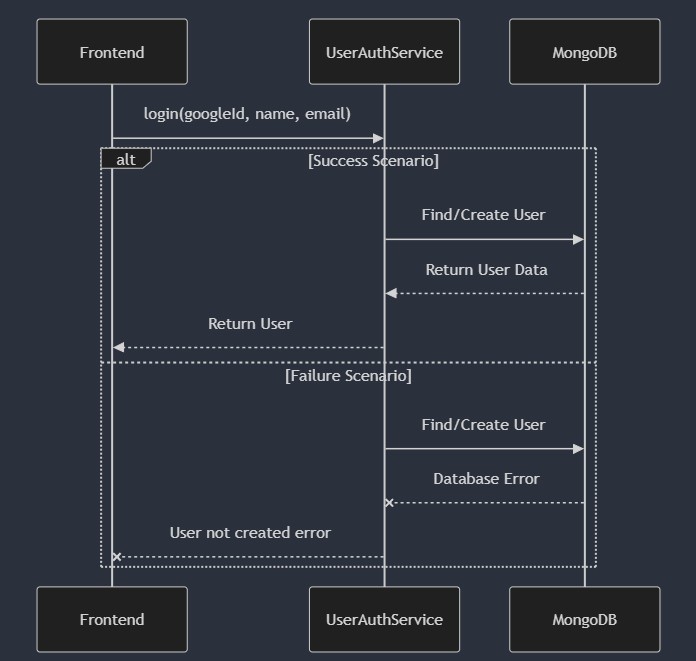 Frontend
UserAuthService
MongoDB
login(googleId, name, email)
alt
[Success Scenario]
Find/Create User
Return User Data
Return User
[Failure Scenario]
Find/Create User
Database Error
User not created error
Frontend
UserAuthService
MongoDB